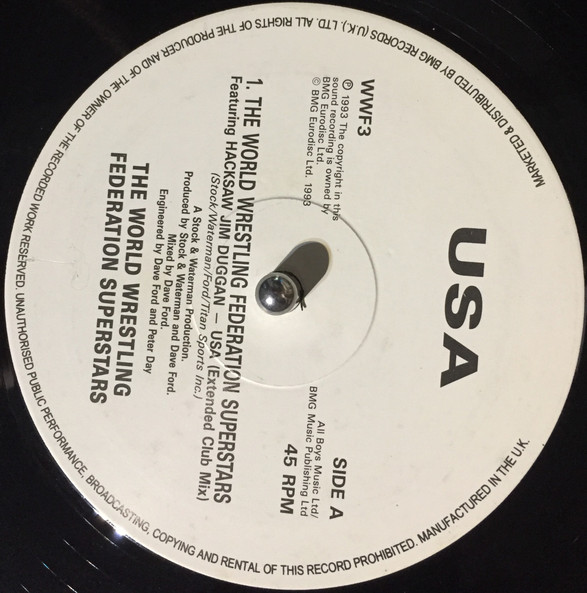 USA
WWF3
℗ 1993 The copyright in this
sound recording is owned by
BMG Eurodisc Ltd.
© BMG Eurodisc Ltd. 1993
SIDE A
All Boys Music Ltd/
BMG Music Publishing Ltd
45 RPM
1. THE WORLD WRESTLING FEDERATION SUPERSTARS
Featuring HACKSAW JIM DUGGAN – USA (Extended Club Mix)
(Stock/Waterman/Ford/Titan Sports Inc.)
A Stock & Waterman Production.
Produced by Stock & Waterman and Dave Ford.
Mixed by Dave Ford.
Engineered by Dave Ford and Peter Day
THE WORLD WRESTLING
FEDERATION SUPERSTARS
MARKETED & DISTRIBUTED BY BMG RECORDS (U.K.), LTD. ALL RIGHTS OF THE PRODUCER AND OF THE OWNER OF THE RECORDED WORK RESERVED. UNAUTHORISED PUBLIC PERFORMANCE, BROADCASTING, COPYING AND RENTAL OF THIS RECORD PROHIBITED. MANUFACTURED IN THE U.K.